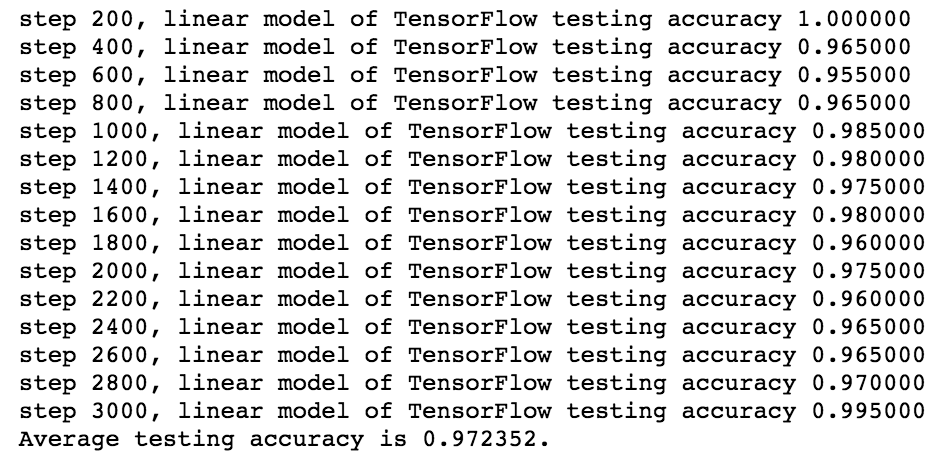 step 200, linear model of TensorFlow testing accuracy 1.000000
step 400, linear model of TensorFlow testing accuracy 0.965000
step 600, linear model of TensorFlow testing accuracy 0.955000
step 800, linear model of TensorFlow testing accuracy 0.965000
step 1000, linear model of TensorFlow testing accuracy 0.985000
step 1200, linear model of TensorFlow testing accuracy 0.980000
step 1400, linear model of TensorFlow testing accuracy 0.975000
step 1600, linear model of TensorFlow testing accuracy 0.980000
step 1800, linear model of TensorFlow testing accuracy 0.960000
step 2000, linear model of TensorFlow testing accuracy 0.975000
step 2200, linear model of TensorFlow testing accuracy 0.960000
step 2400, linear model of TensorFlow testing accuracy 0.965000
step 2600, linear model of TensorFlow testing accuracy 0.965000
step 2800, linear model of TensorFlow testing accuracy 0.970000
step 3000, linear model of TensorFlow testing accuracy 0.995000
Average testing accuracy is 0.972352.